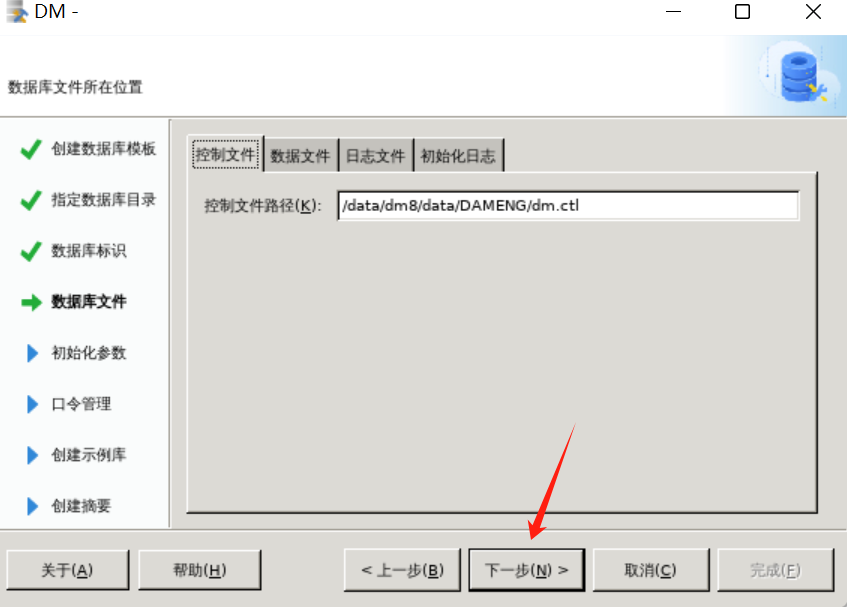 DM -
数据库文件所在位置
创建数据库模板
指定数据库目录
数据库标识
数据库文件
初始化参数
口令管理
创建示例库
创建摘要
控制文件 数据文件 日志文件 初始化日志
控制文件路径(K): /data/dm8/data/DAMENG/dm.ctl
关于(A) 帮助(H) < 上一步(B) 下一步(N) > 取消(C) 完成(F)